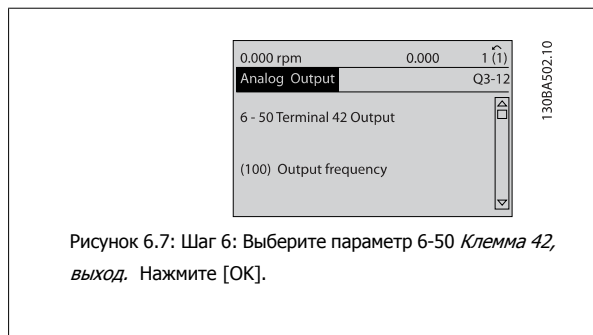 0.000 rpm 0.000 1 (1)
Analog Output Q3-12
6 - 50 Terminal 42 Output
(100) Output frequency
130BA502.10
Рисунок 6.7: Шаг 6: Выберите параметр 6-50 Клемма 42,
выход. Нажмите [OK].